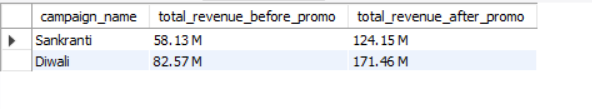 campaign_name total_revenue_before_promo total_revenue_after_promo
Sankranti 58.13 M 124.15 M
Diwali 82.57 M 171.46 M